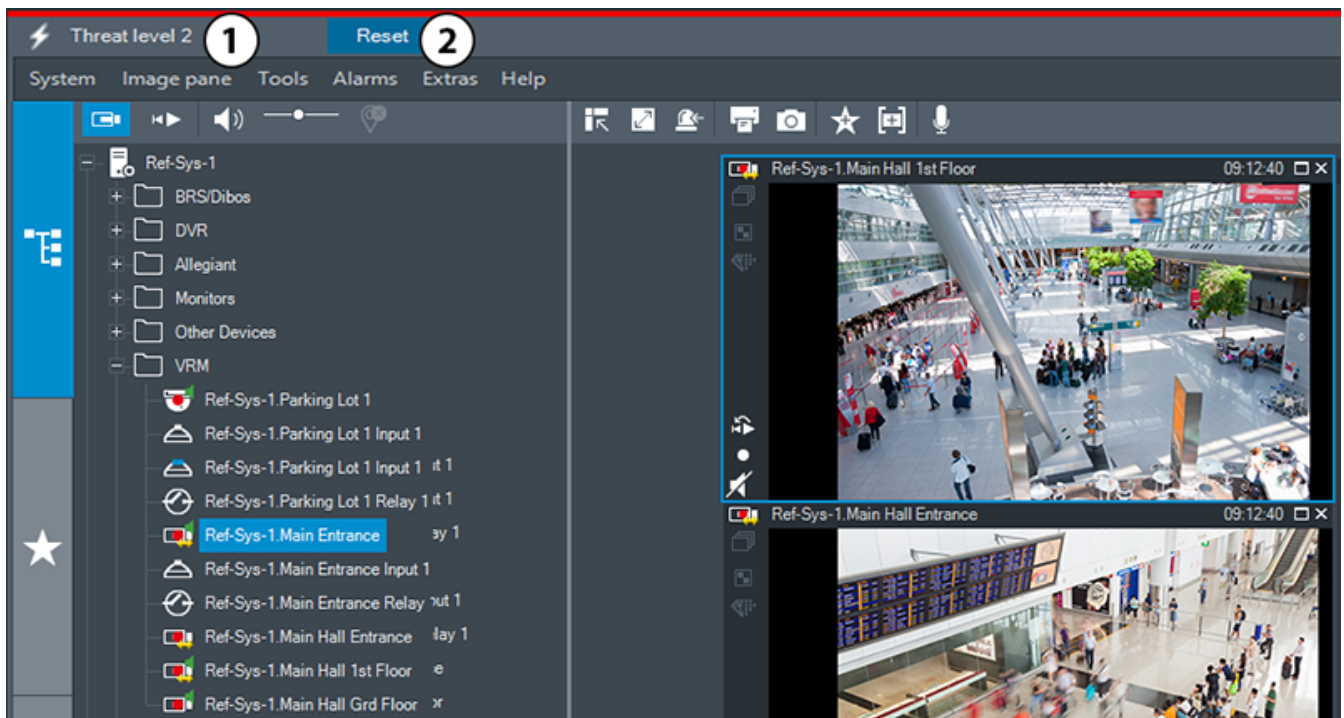 Threat level 2 1 Reset 2
System Image pane Tools Alarms Extras Help
Ref-Sys-1
BRS/Dibos
DVR
Allegiant
Monitors
Other Devices
VRM
Ref-Sys-1.Parking Lot 1
Ref-Sys-1.Parking Lot 1 Input 1
Ref-Sys-1.Parking Lot 1 Input 1
Ref-Sys-1.Parking Lot 1 Relay 1
Ref-Sys-1.Main Entrance
Ref-Sys-1.Main Entrance Input 1
Ref-Sys-1.Main Entrance Relay
Ref-Sys-1.Main Hall Entrance
Ref-Sys-1.Main Hall 1st Floor
Ref-Sys-1.Main Hall Grd Floor
Ref-Sys-1.Main Hall 1st Floor 09:12:40
Ref-Sys-1.Main Hall Entrance 09:12:40